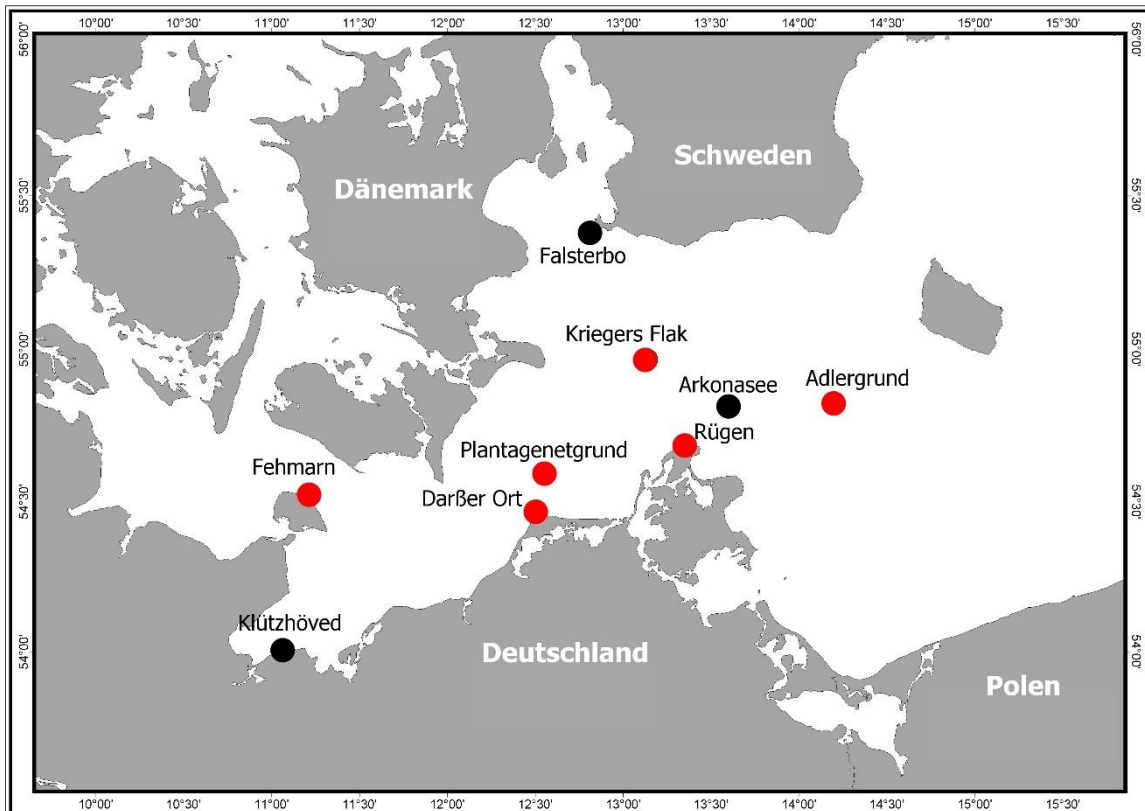 10°00' 10°30' 11°00' 11°30' 12°00' 12°30' 13°00' 13°30' 14°00' 14°30' 15°00' 15°30'
56°00' 56°00'
Schweden
Dänemark
55°30' 55°30'
Falsterbo
Kriegers Flak
55°00' 55°00'
Arkonasee
Adlergrund
Rügen
Plantagenetgrund
Fehmarn
Darßer Ort
54°30' 54°30'
Klützhöved
Deutschland
54°00' 54°00'
Polen
10°00' 10°30' 11°00' 11°30' 12°00' 12°30' 13°00' 13°30' 14°00' 14°30' 15°00' 15°30'